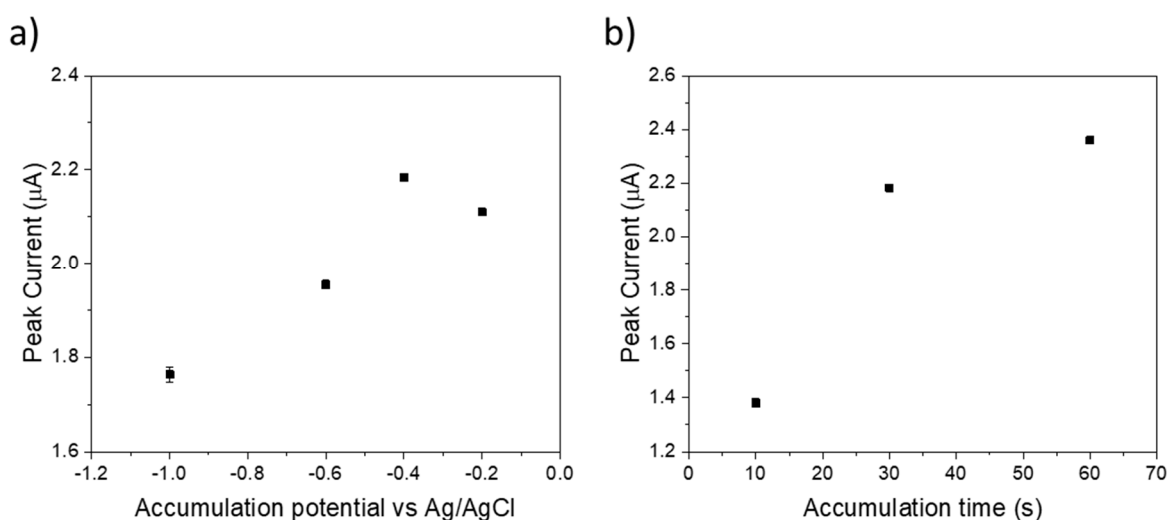 a)
Peak Current (μA)
2.4
2.2
2.0
1.8
1.6
-1.2 -1.0 -0.8 -0.6 -0.4 -0.2 0.0
Accumulation potential vs Ag/AgCl
b)
Peak Current (μA)
2.6
2.4
2.2
2.0
1.8
1.6
1.4
1.2
0 10 20 30 40 50 60 70
Accumulation time (s)